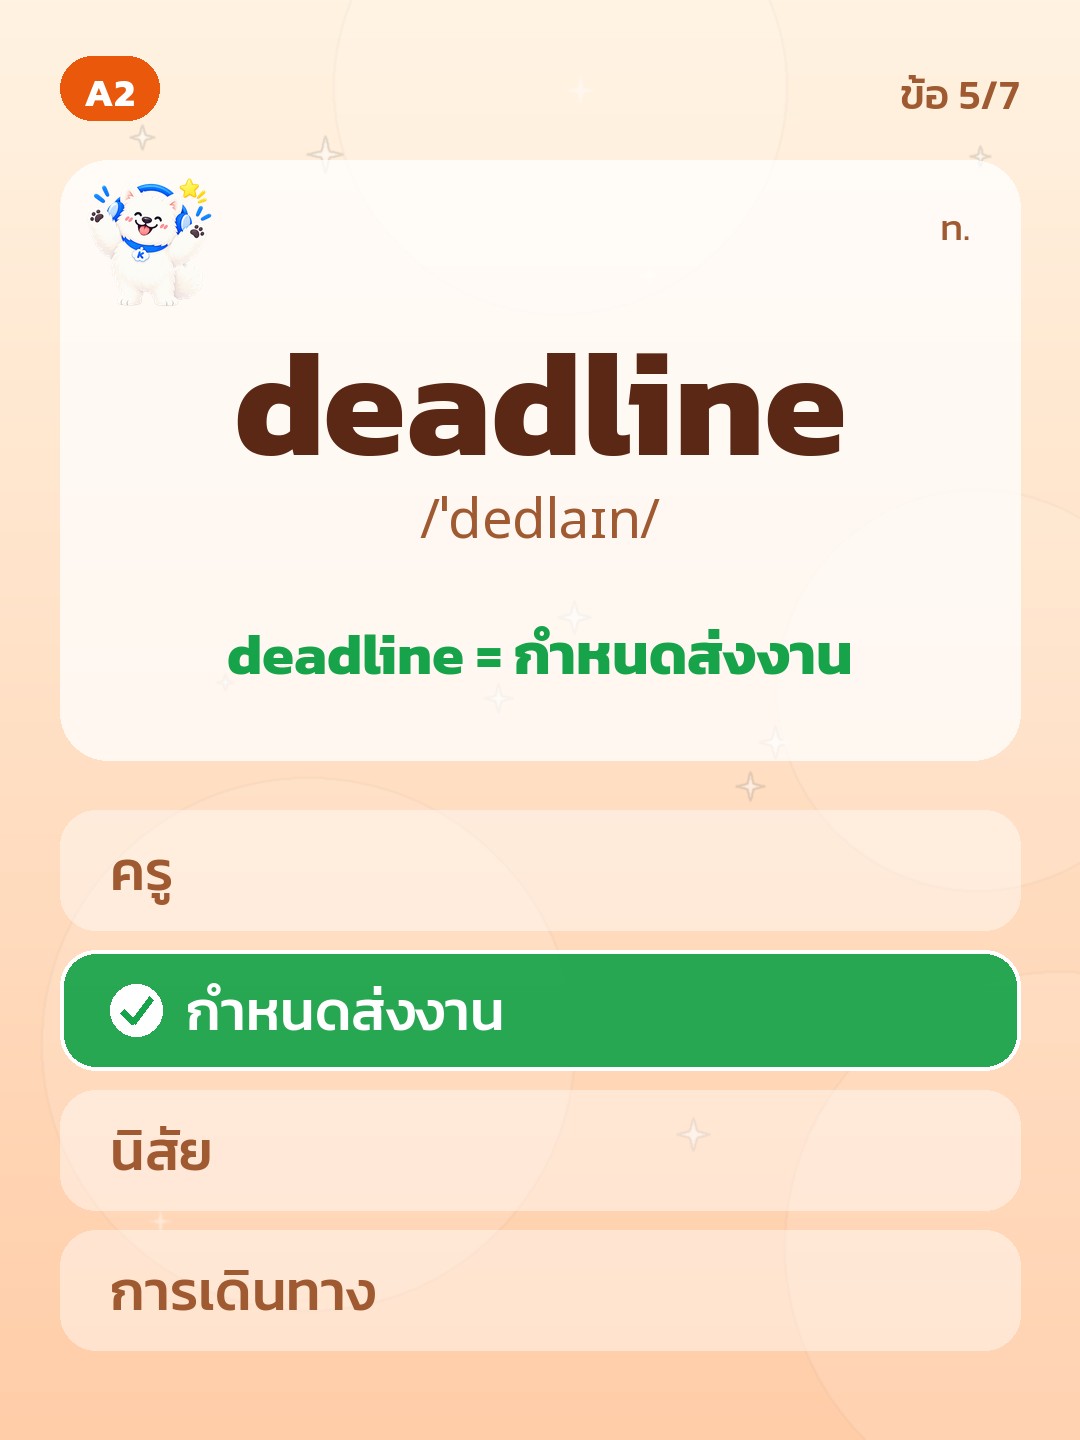 A2
ข้อ 5/7
n.
K
deadline
/ˈdedlaɪn/
deadline = กำหนดส่งงาน
ครู
กำหนดส่งงาน
นิสัย
การเดินทาง